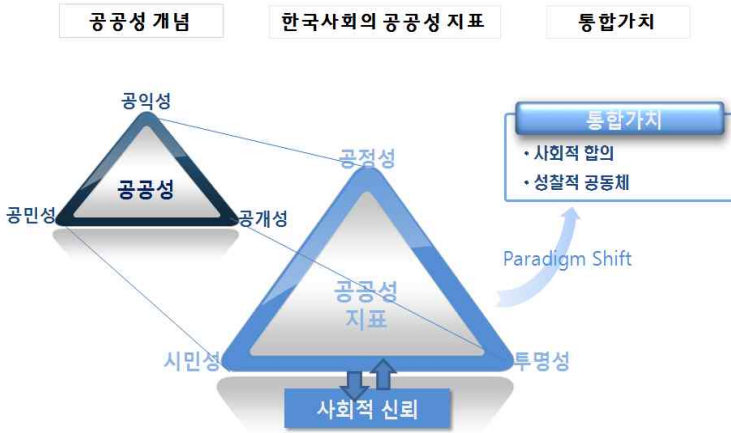 공공성 개념
한국사회의 공공성 지표
통합가치
공익성
공공성
공민성
공개성
공정성
공공성
지표
시민성
투명성
사회적 신뢰
통합가치
• 사회적 합의
• 성찰적 공동체
Paradigm Shift